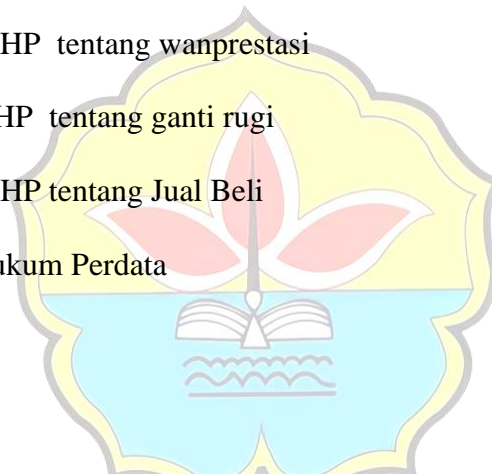 HP tentang wanprestasi
HP tentang ganti rugi
HP tentang Jual Beli
ukum Perdata